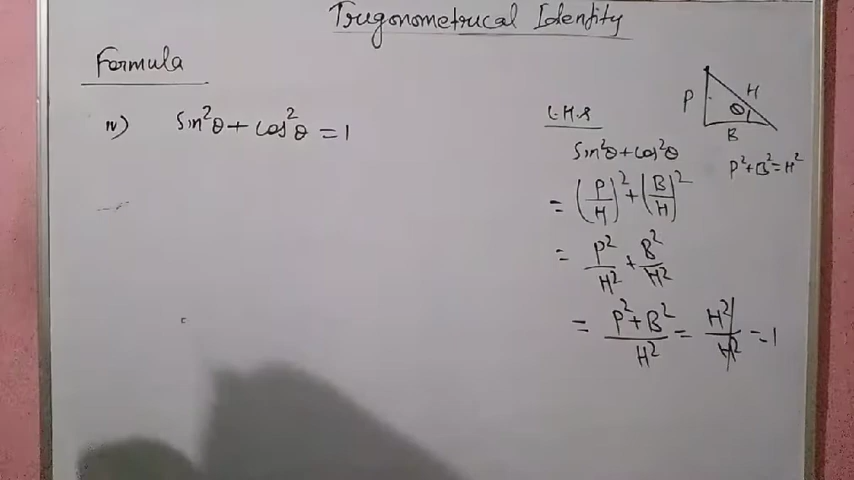 Trigonometrical Identity
Formula
iv) sin²θ + cos²θ = 1
L.H.S
sin²θ + cos²θ
= (P/H)² + (B/H)²
= P²/H² + B²/H²
= (P² + B²)/H² = H²/H² = 1
P
H
θ
B
P² + B² = H²